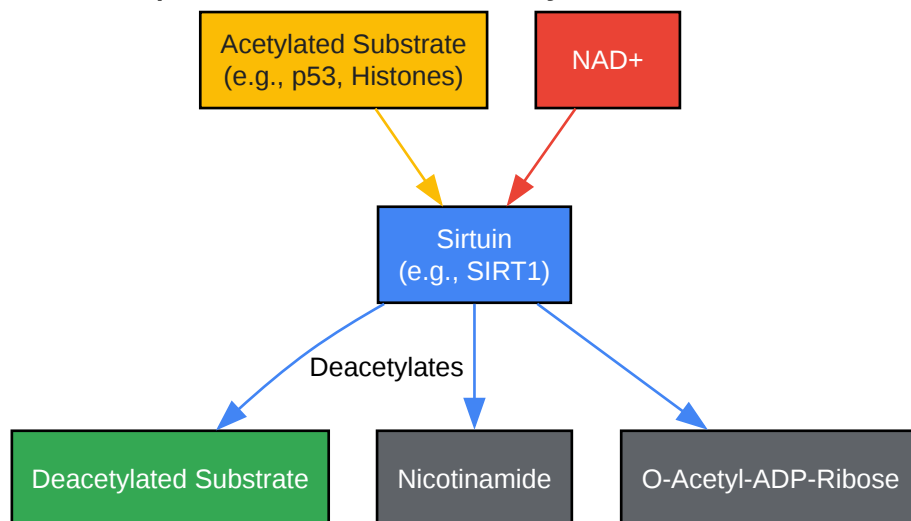 Acetylated Substrate
(e.g., p53, Histones)
NAD+
Sirtuin
(e.g., SIRT1)
Deacetylates
Deacetylated Substrate
Nicotinamide
O-Acetyl-ADP-Ribose